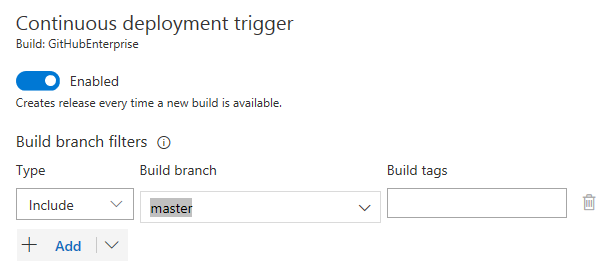 Continuous deployment trigger
Build: GitHubEnterprise
Enabled
Creates release every time a new build is available.
Build branch filters
Type Build branch Build tags
Include master
Add